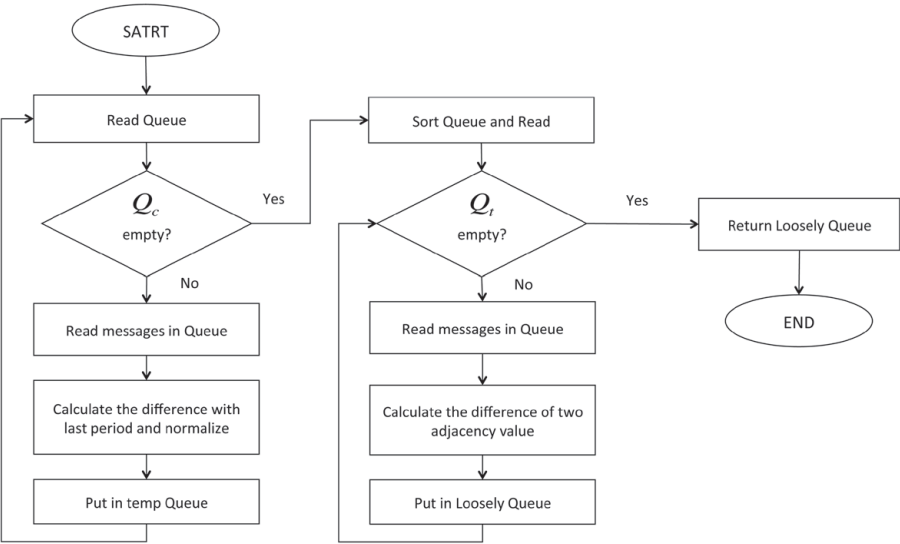 SATRT
Read Queue
Qc
empty?
Yes
No
Read messages in Queue
Calculate the difference with
last period and normalize
Put in temp Queue
Sort Queue and Read
Qt
empty?
Yes
No
Read messages in Queue
Calculate the difference of two
adjacency value
Put in Loosely Queue
Return Loosely Queue
END